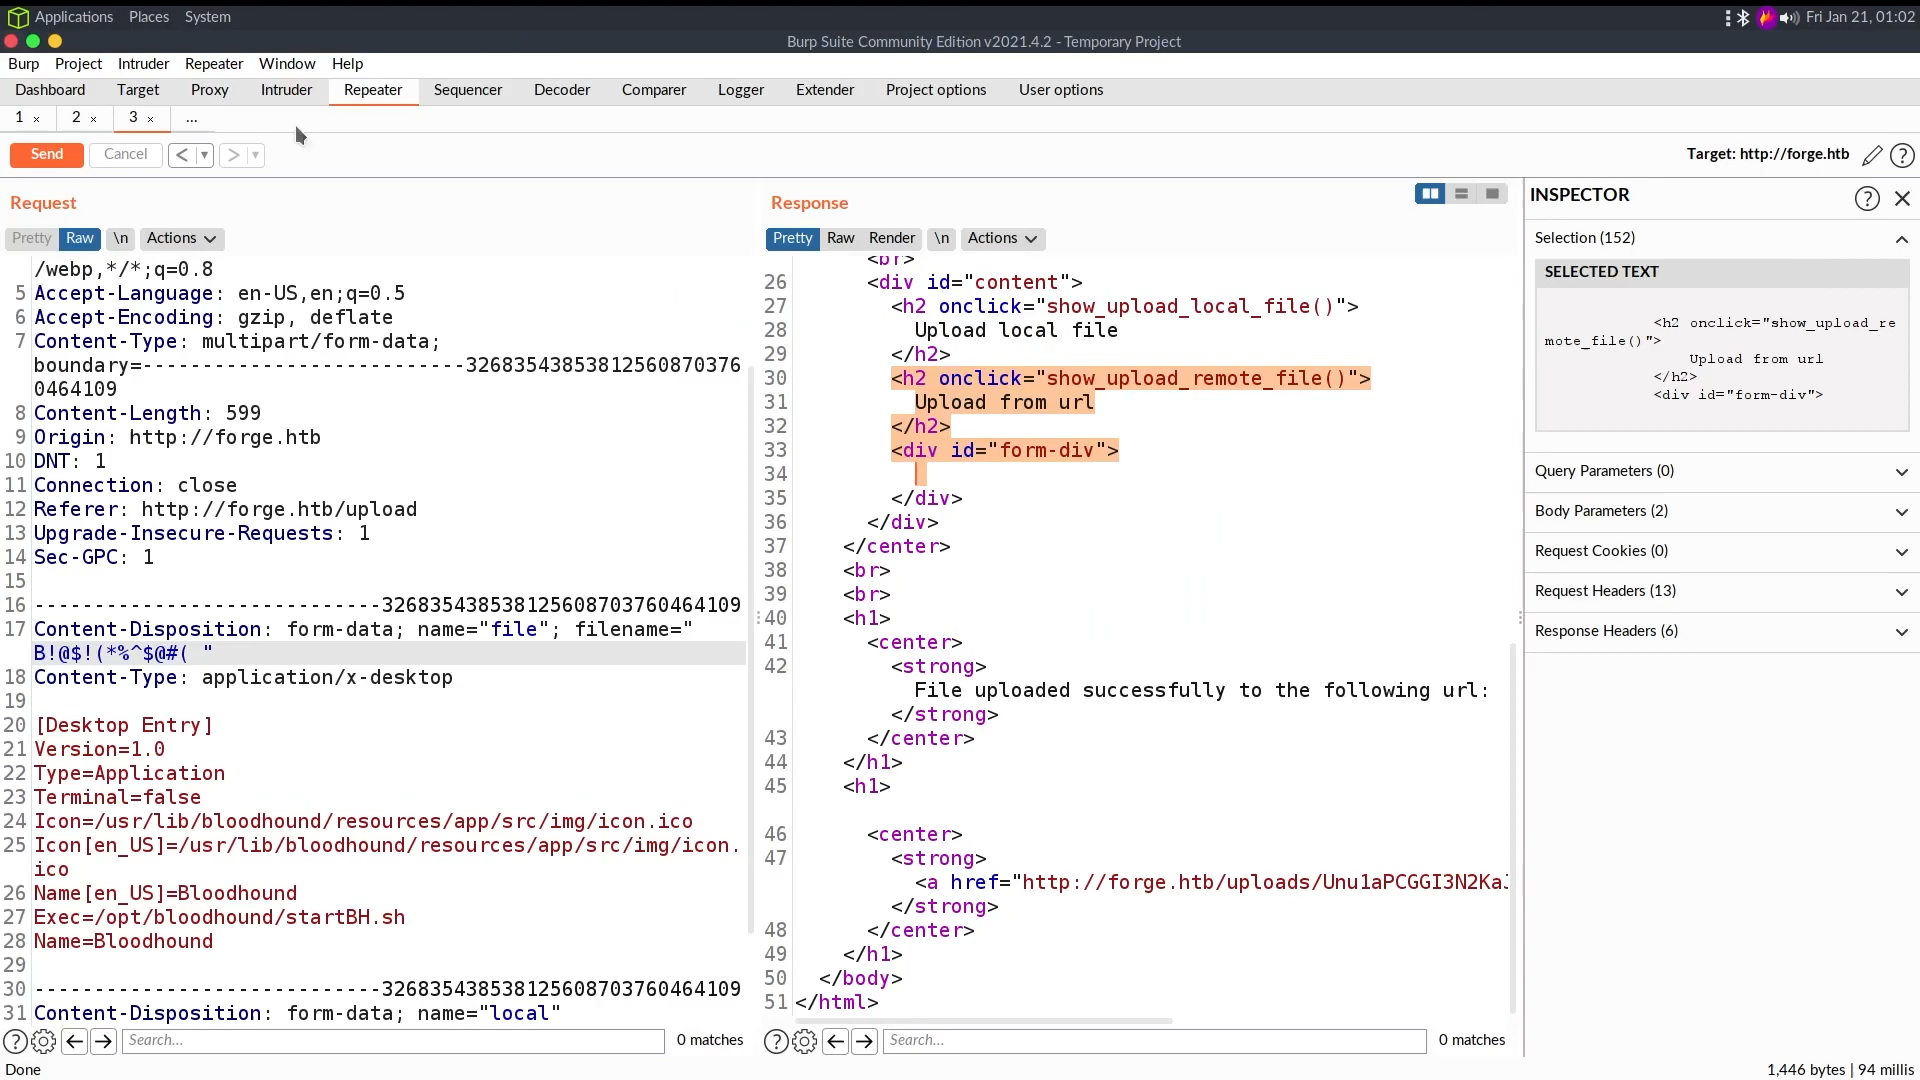 Applications Places System
Fri Jan 21, 01:02
Burp Suite Community Edition v2021.4.2 - Temporary Project
Burp Project Intruder Repeater Window Help
Dashboard Target Proxy Intruder Repeater Sequencer Decoder Comparer Logger Extender Project options User options
1 × 2 × 3 × ...
Send Cancel < >
Target: http://forge.htb
Request
Pretty Raw \n Actions
/webp,*/*;q=0.8
5 Accept-Language: en-US,en;q=0.5
6 Accept-Encoding: gzip, deflate
7 Content-Type: multipart/form-data;
boundary=---------------------------32683543853812560870376
0464109
8 Content-Length: 599
9 Origin: http://forge.htb
10 DNT: 1
11 Connection: close
12 Referer: http://forge.htb/upload
13 Upgrade-Insecure-Requests: 1
14 Sec-GPC: 1
15
16 -----------------------------326835438538125608703760464109
17 Content-Disposition: form-data; name="file"; filename="
B!@$!(*%^$@#( "
18 Content-Type: application/x-desktop
19
20 [Desktop Entry]
21 Version=1.0
22 Type=Application
23 Terminal=false
24 Icon=/usr/lib/bloodhound/resources/app/src/img/icon.ico
25 Icon[en_US]=/usr/lib/bloodhound/resources/app/src/img/icon.
ico
26 Name[en_US]=Bloodhound
27 Exec=/opt/bloodhound/startBH.sh
28 Name=Bloodhound
29
30 -----------------------------326835438538125608703760464109
31 Content-Disposition: form-data; name="local"
Search... 0 matches
Response
Pretty Raw Render \n Actions
<br>
26 <div id="content">
27 <h2 onclick="show_upload_local_file()">
28 Upload local file
29 </h2>
30 <h2 onclick="show_upload_remote_file()">
31 Upload from url
32 </h2>
33 <div id="form-div">
34
35 </div>
36 </div>
37 </center>
38 <br>
39 <br>
40 <h1>
41 <center>
42 <strong>
File uploaded successfully to the following url:
</strong>
43 </center>
44 </h1>
45 <h1>
46 <center>
47 <strong>
<a href="http://forge.htb/uploads/Unu1aPCGGI3N2KaJ
</strong>
48 </center>
49 </h1>
50 </body>
51 </html>
Search... 0 matches
INSPECTOR
Selection (152)
SELECTED TEXT
<h2 onclick="show_upload_re
mote_file()">
Upload from url
</h2>
<div id="form-div">
Query Parameters (0)
Body Parameters (2)
Request Cookies (0)
Request Headers (13)
Response Headers (6)
Done
1,446 bytes | 94 millis